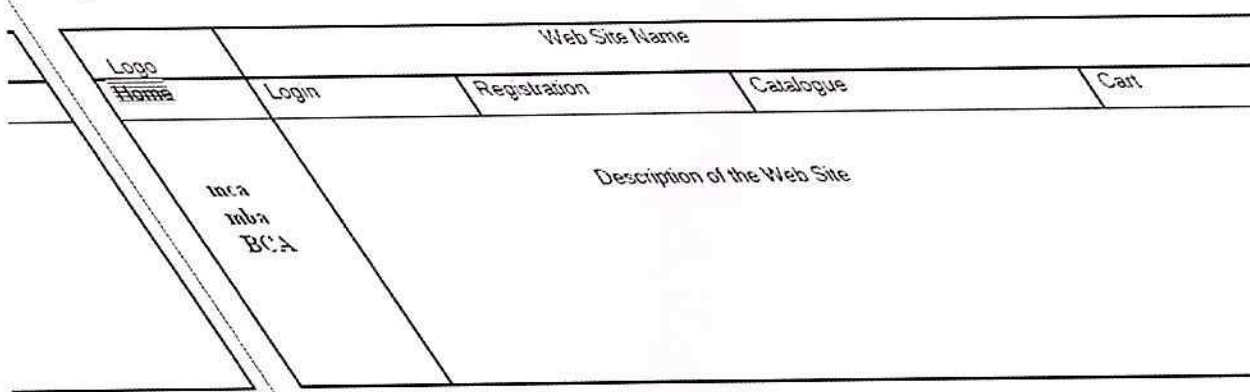 Web Site Name
Logo
Home
Login
Registration
Catalogue
Cart
Description of the Web Site
mca
mba
BCA